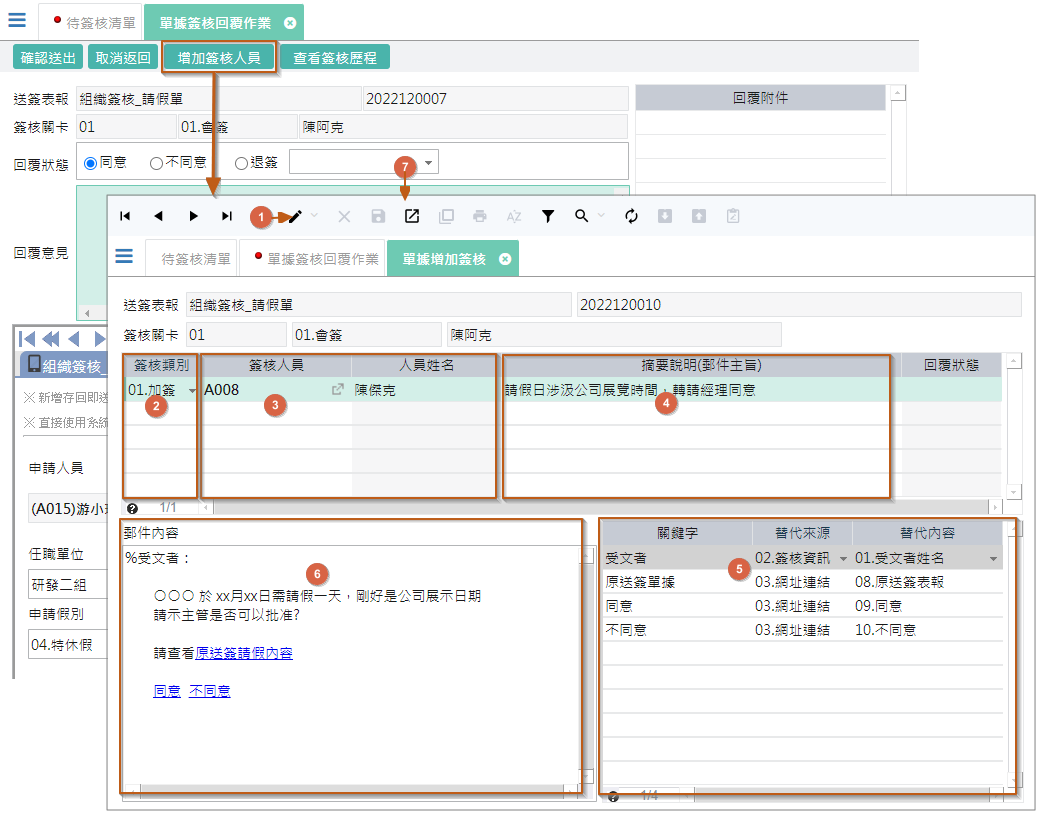 待簽核清單 單據簽核回覆作業
確認送出 取消返回 增加簽核人員 查看簽核歷程
送簽表報 組織簽核_請假單 2022120007 回覆附件
簽核關卡 01 01.會簽 陳阿克
回覆狀態 同意 不同意 退簽
7
1
回覆意見
待簽核清單 單據簽核回覆作業 單據增加簽核
送簽表報 組織簽核_請假單 2022120010
簽核關卡 01 01.會簽 陳阿克
簽核類別 簽核人員 人員姓名 摘要說明(郵件主旨) 回覆狀態
01.加簽 A008 陳傑克 請假日涉汲公司展覽時間，轉請經理同意
2 3 4
1/1
組織簽核_
※新增存回即送
※直接使用系統
申請人員
(A015)游小
任職單位
研發二組
申請假別
04.特休假
郵件內容
%受文者：
6
〇〇〇 於 xx月xx日需請假一天，剛好是公司展示日期
請示主管是否可以批准?
請查看原送簽請假內容
同意 不同意
關鍵字 替代來源 替代內容
受文者 02.簽核資訊 01.受文者姓名
5
原送簽單據 03.網址連結 08.原送簽表報
同意 03.網址連結 09.同意
不同意 03.網址連結 10.不同意
1/4